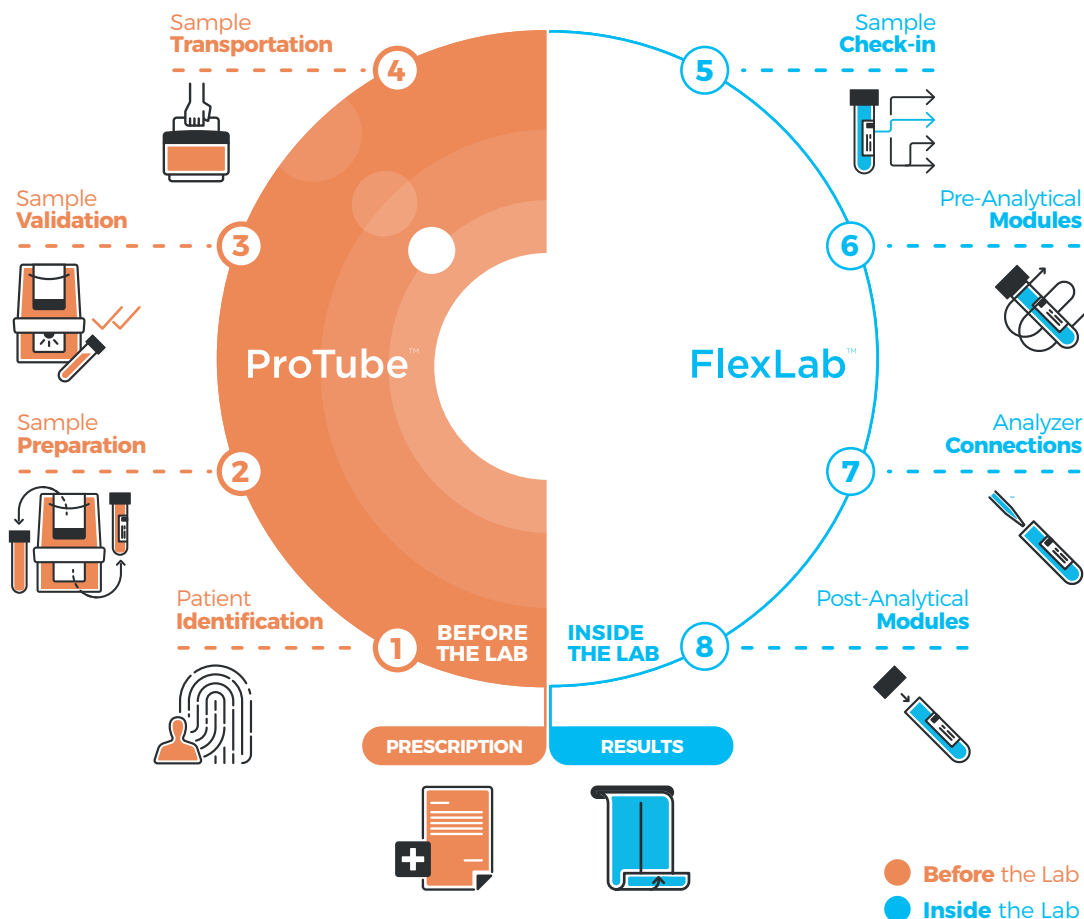 Sample
Transportation
4
Sample
Validation
3
Sample
Preparation
2
Patient
Identification
1
ProTube™
BEFORE
THE LAB
PRESCRIPTION
Sample
Check-in
5
Pre-Analytical
Modules
6
Analyzer
Connections
7
Post-Analytical
Modules
8
FlexLab™
INSIDE
THE LAB
RESULTS
Before the Lab
Inside the Lab